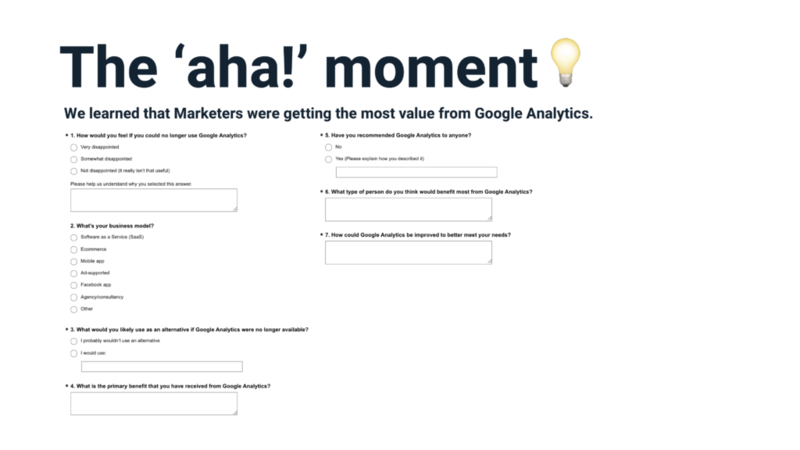 The ‘aha!’ moment
We learned that Marketers were getting the most value from Google Analytics.
* 1. How would you feel if you could no longer use Google Analytics?
Very disappointed
Somewhat disappointed
Not disappointed (it really isn't that useful)
Please help us understand why you selected this answer.
2. What's your business model?
Software as a Service (SaaS)
Ecommerce
Mobile app
Ad-supported
Facebook app
Agency/consultancy
Other
* 3. What would you likely use as an alternative if Google Analytics were no longer available?
I probably wouldn't use an alternative
I would use:
* 4. What is the primary benefit that you have received from Google Analytics?
* 5. Have you recommended Google Analytics to anyone?
No
Yes (Please explain how you described it)
* 6. What type of person do you think would benefit most from Google Analytics?
* 7. How could Google Analytics be improved to better meet your needs?